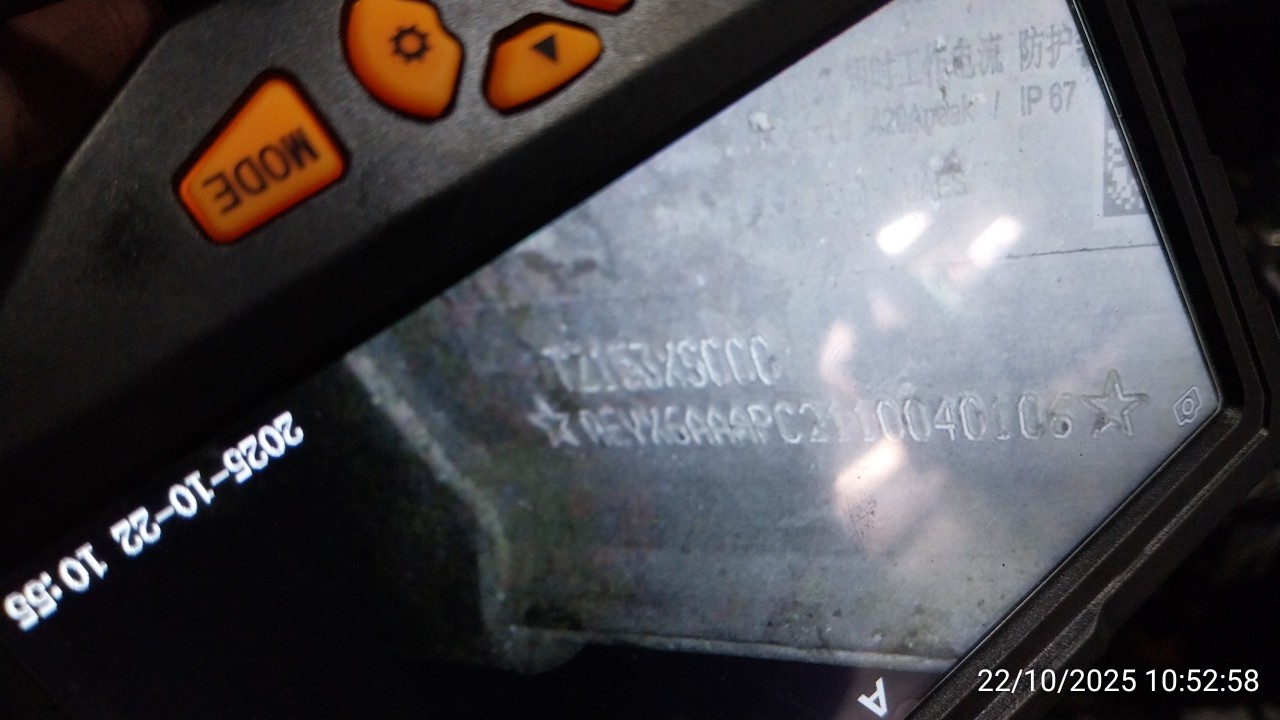 MODE
时工作电流 防护
420Apeak / IP 67
TZ183XSCCC
☆AEYX6AAAPC2110040106☆
2025-10-22 10:55
A
22/10/2025 10:52:58